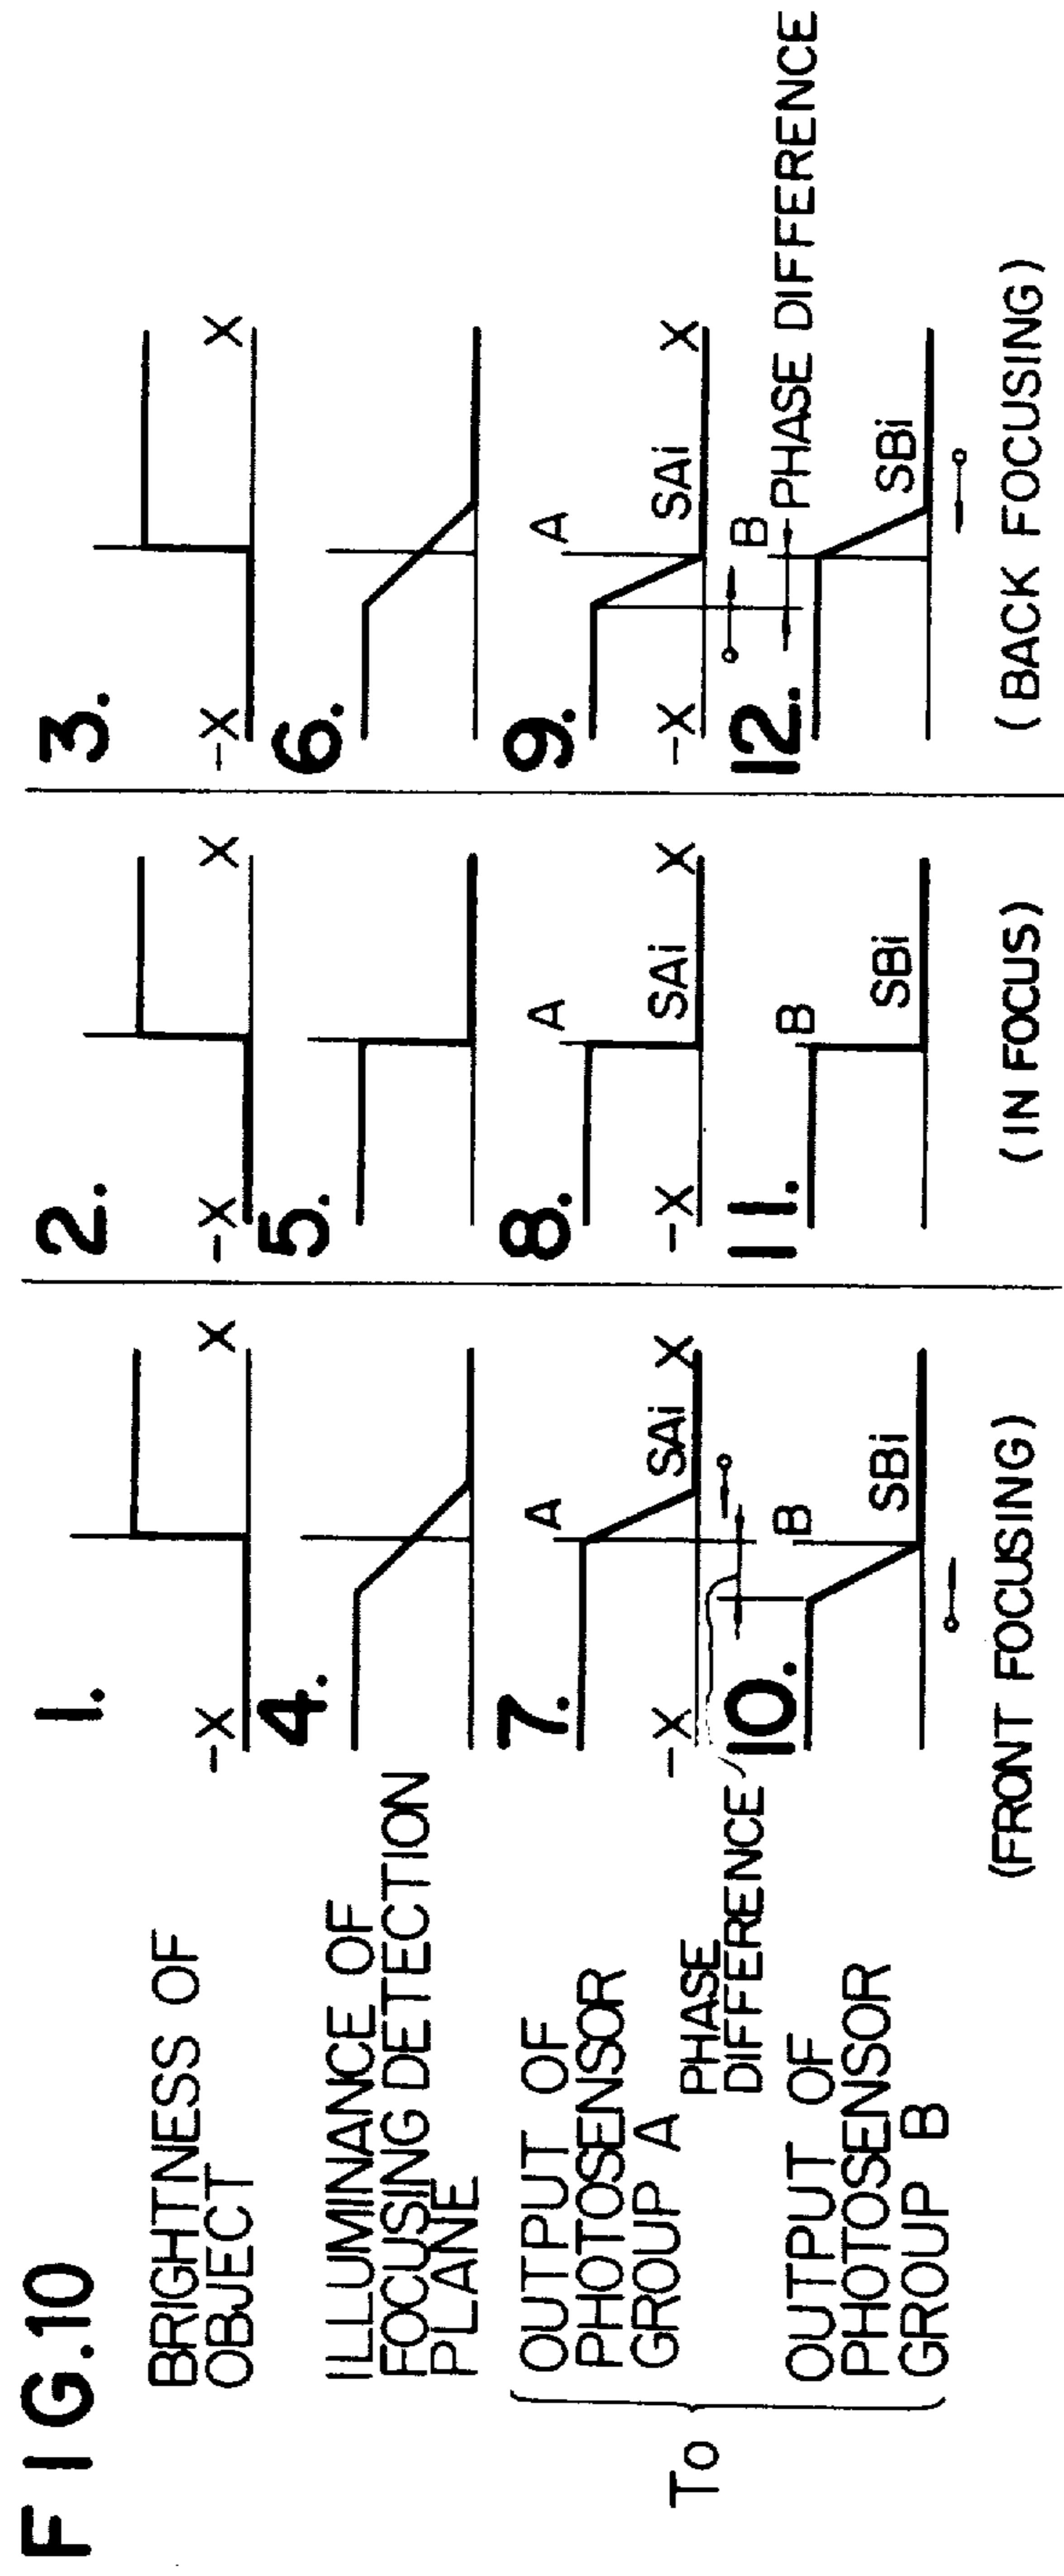 FIG.10
BRIGHTNESS OF
OBJECT
1.
-X
X
2.
-X
X
3.
-X
X
ILLUMINANCE OF
FOCUSING DETECTION
PLANE
4.
5.
6.
To
OUTPUT OF
PHOTOSENSOR
GROUP A
7.
A
SAi
-X
X
8.
A
SAi
-X
X
9.
A
SAi
-X
X
PHASE
DIFFERENCE
PHASE DIFFERENCE
OUTPUT OF
PHOTOSENSOR
GROUP B
10.
B
SBi
11.
B
SBi
12.
B
SBi
(FRONT FOCUSING)
(IN FOCUS)
(BACK FOCUSING)